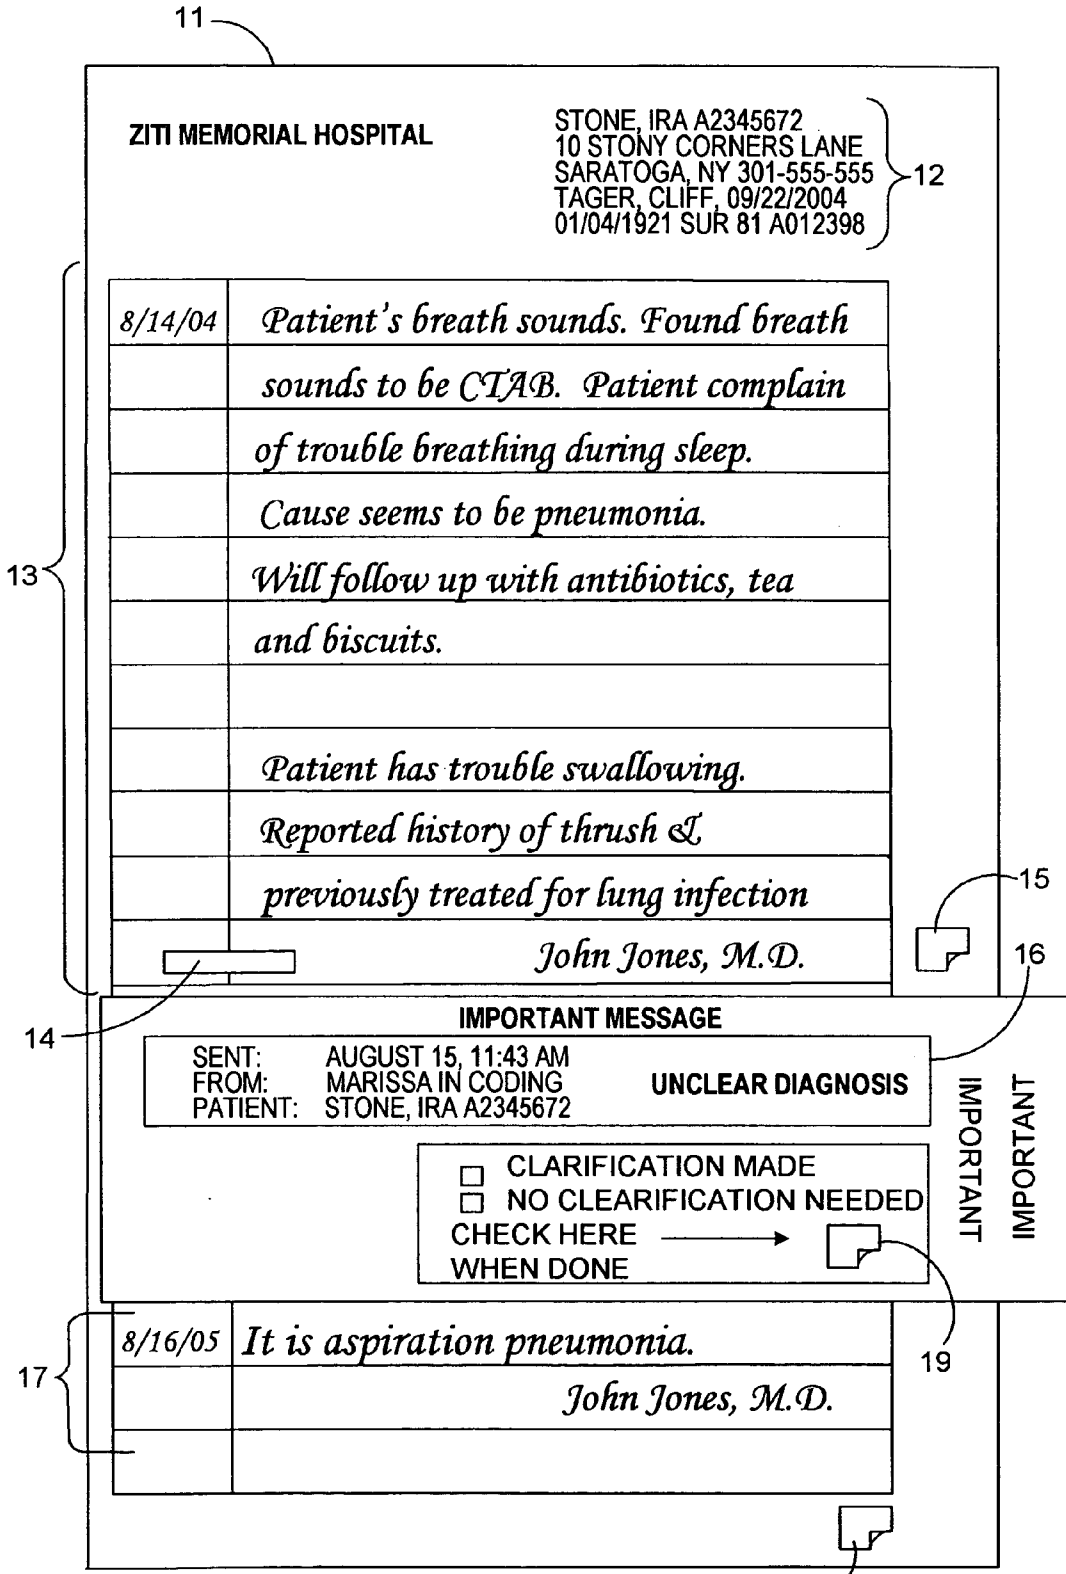 11
ZITI MEMORIAL HOSPITAL
STONE, IRA A2345672
10 STONY CORNERS LANE
SARATOGA, NY 301-555-555
TAGER, CLIFF, 09/22/2004
01/04/1921 SUR 81 A012398
12
13
8/14/04 Patient's breath sounds. Found breath
sounds to be CTAB. Patient complain
of trouble breathing during sleep.
Cause seems to be pneumonia.
Will follow up with antibiotics, tea
and biscuits.
Patient has trouble swallowing.
Reported history of thrush &
previously treated for lung infection
15
John Jones, M.D.
16
14
IMPORTANT MESSAGE
SENT: AUGUST 15, 11:43 AM
FROM: MARISSA IN CODING
PATIENT: STONE, IRA A2345672
UNCLEAR DIAGNOSIS
IMPORTANT
IMPORTANT
CLARIFICATION MADE
NO CLEARIFICATION NEEDED
CHECK HERE
WHEN DONE
19
17
8/16/05 It is aspiration pneumonia.
John Jones, M.D.